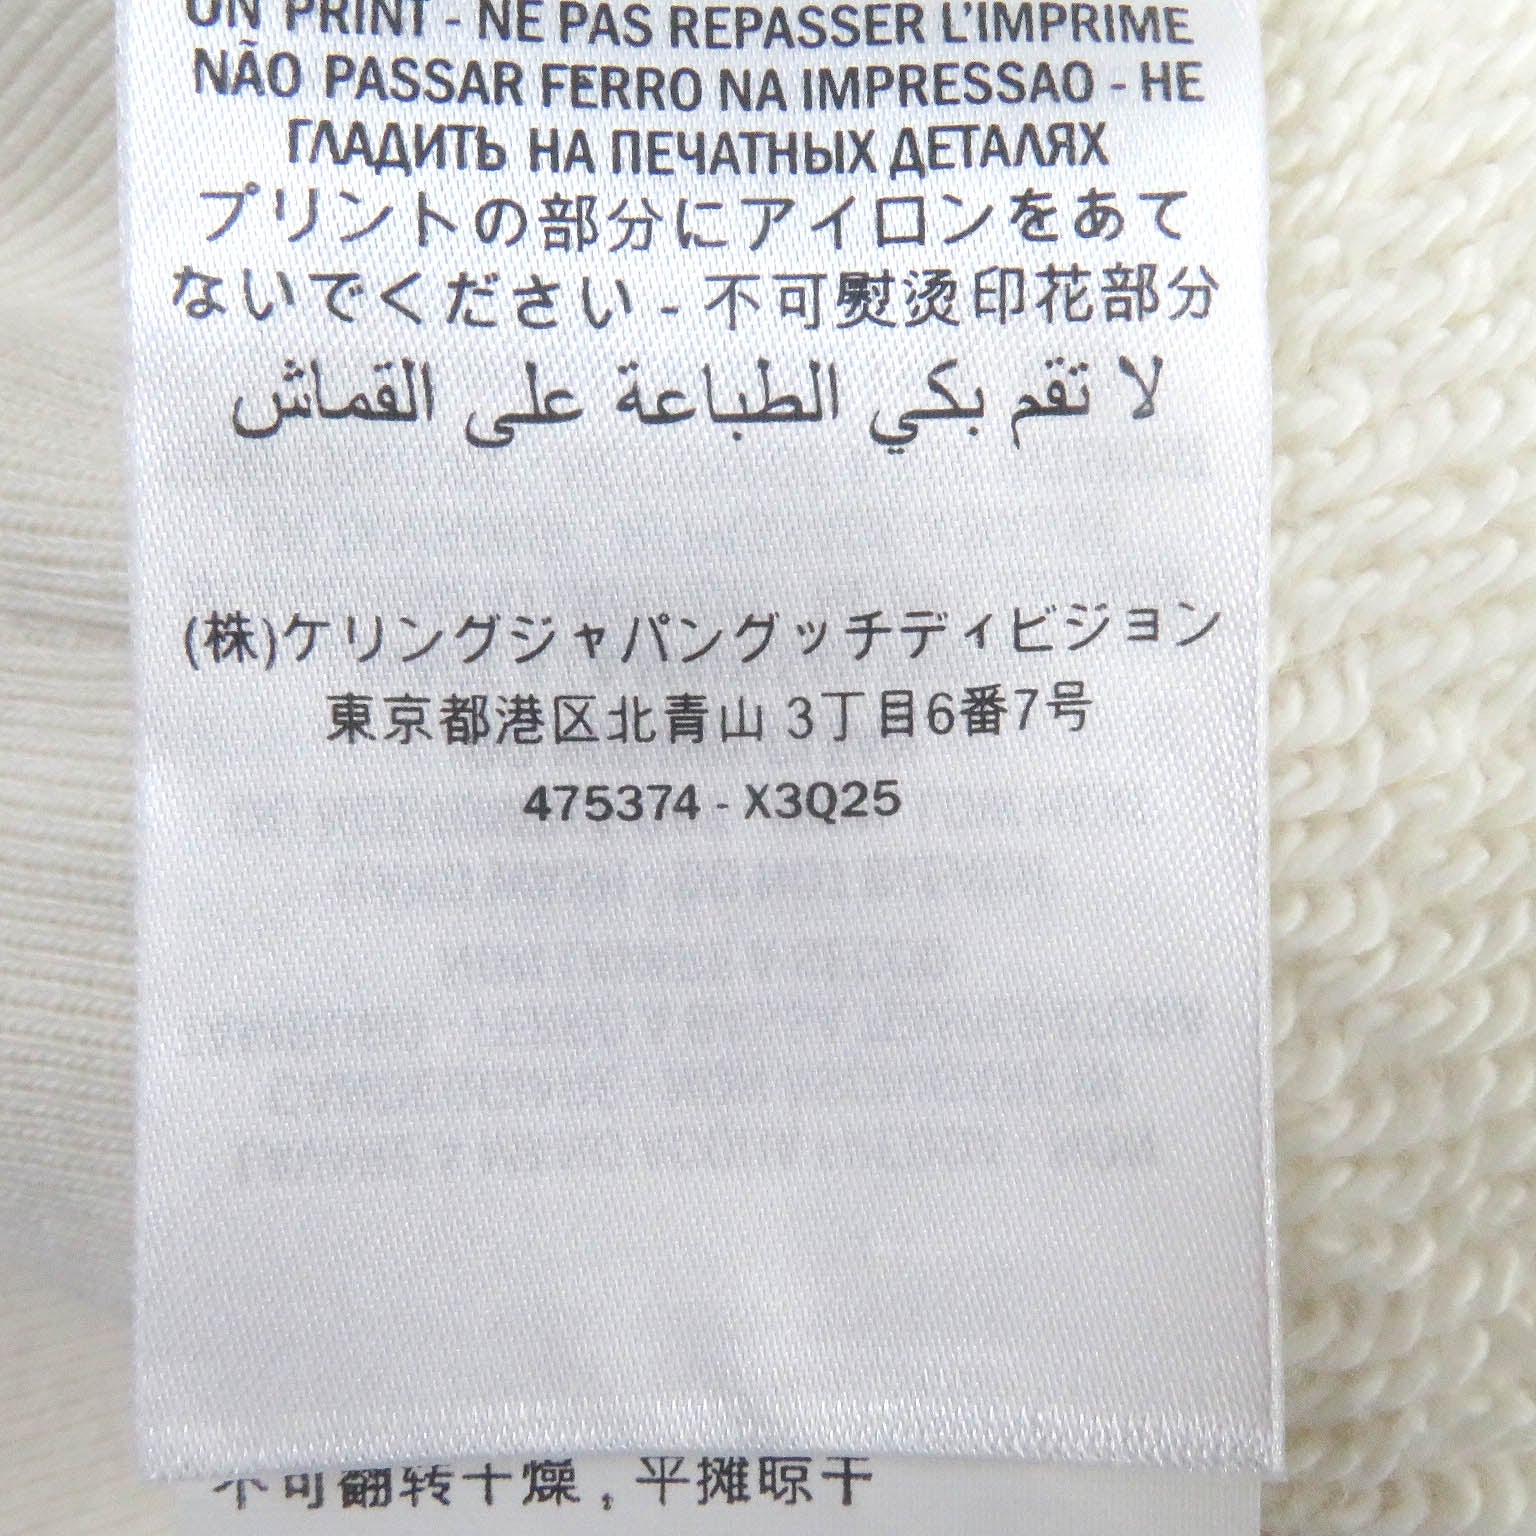 ON PRINT - NE PAS REPASSER L'IMPRIME
NÃO PASSAR FERRO NA IMPRESSAO - НЕ
ГЛАДИТЬ НА ПЕЧАТНЫХ ДЕТАЛЯХ
プリントの部分にアイロンをあて
ないでください - 不可熨烫印花部分
لا تقم بكي الطباعة على القماش
(株)ケリングジャパングッチディビジョン
東京都港区北青山 3丁目6番7号
475374 - X3Q25
不可翻转干燥 , 平摊晾干